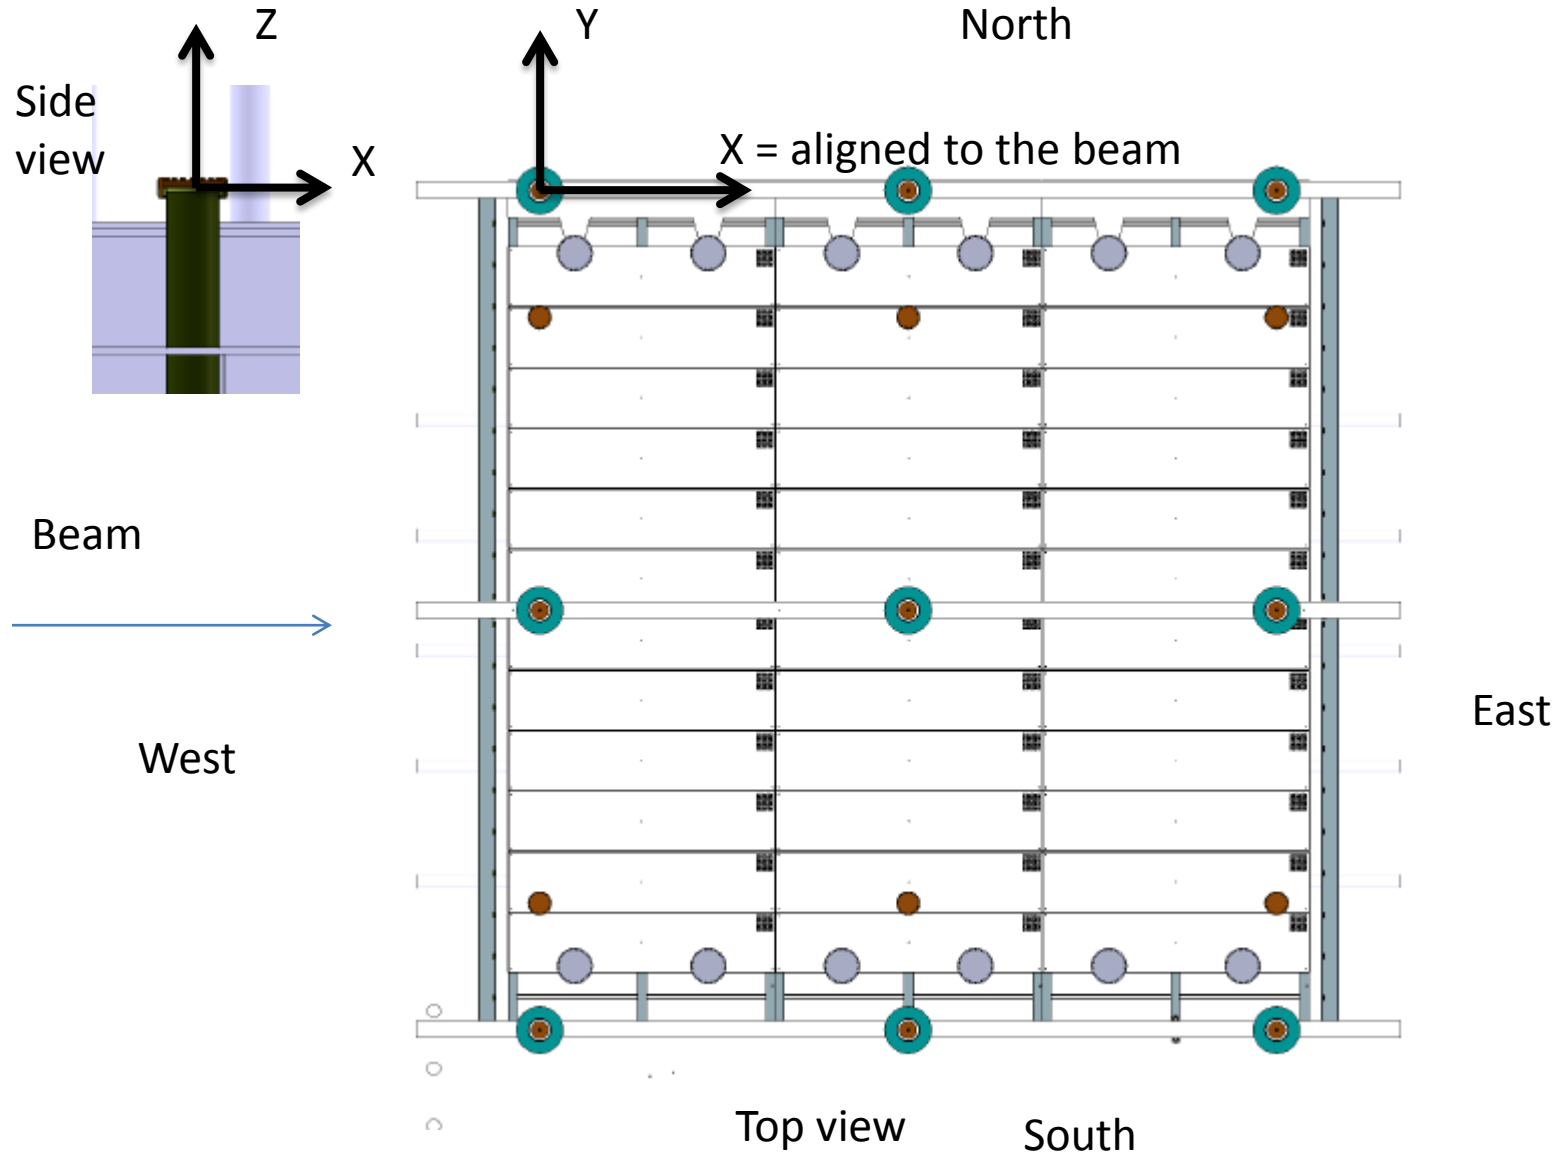 Z
Y
North
Side
view
X
X = aligned to the beam
Beam
East
West
Top view
South